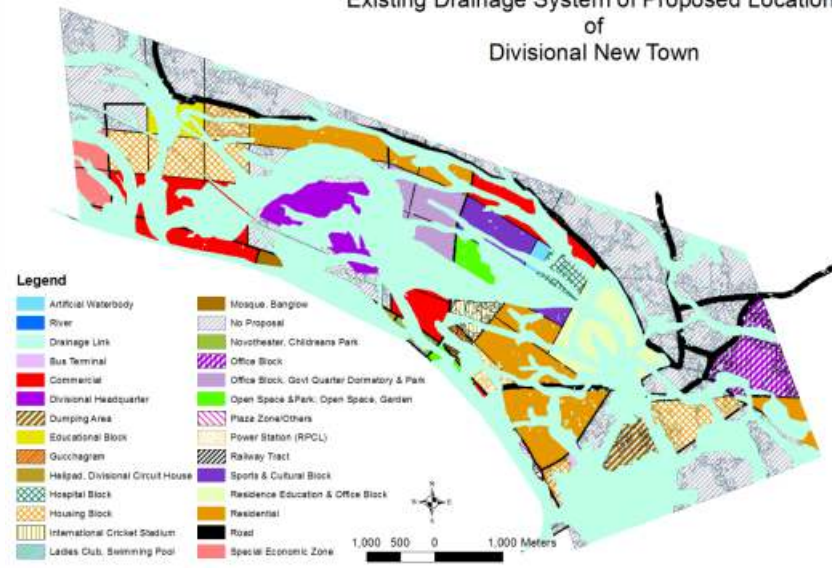 Existing Drainage System of Proposed Location
of
Divisional New Town
Legend
Artificial Waterbody
River
Drainage Link
Bus Terminal
Commercial
Divisional Headquarter
Dumping Area
Educational Block
Gucchagram
Helipad, Divisional Circuit House
Hospital Block
Housing Block
International Cricket Stadium
Ladies Club, Swimming Pool
Mosque, Banglow
No Proposal
Novotheater, Childreans Park
Office Block
Office Block, Govt Quarter Dormatory & Park
Open Space &Park; Open Space, Garden
Plaza Zone/Others
Power Station (RPCL)
Railway Tract
Sports & Cultural Block
Residence Education & Office Block
Residential
Road
Special Economic Zone
N
W E
S
1,000 500 0 1,000 Meters